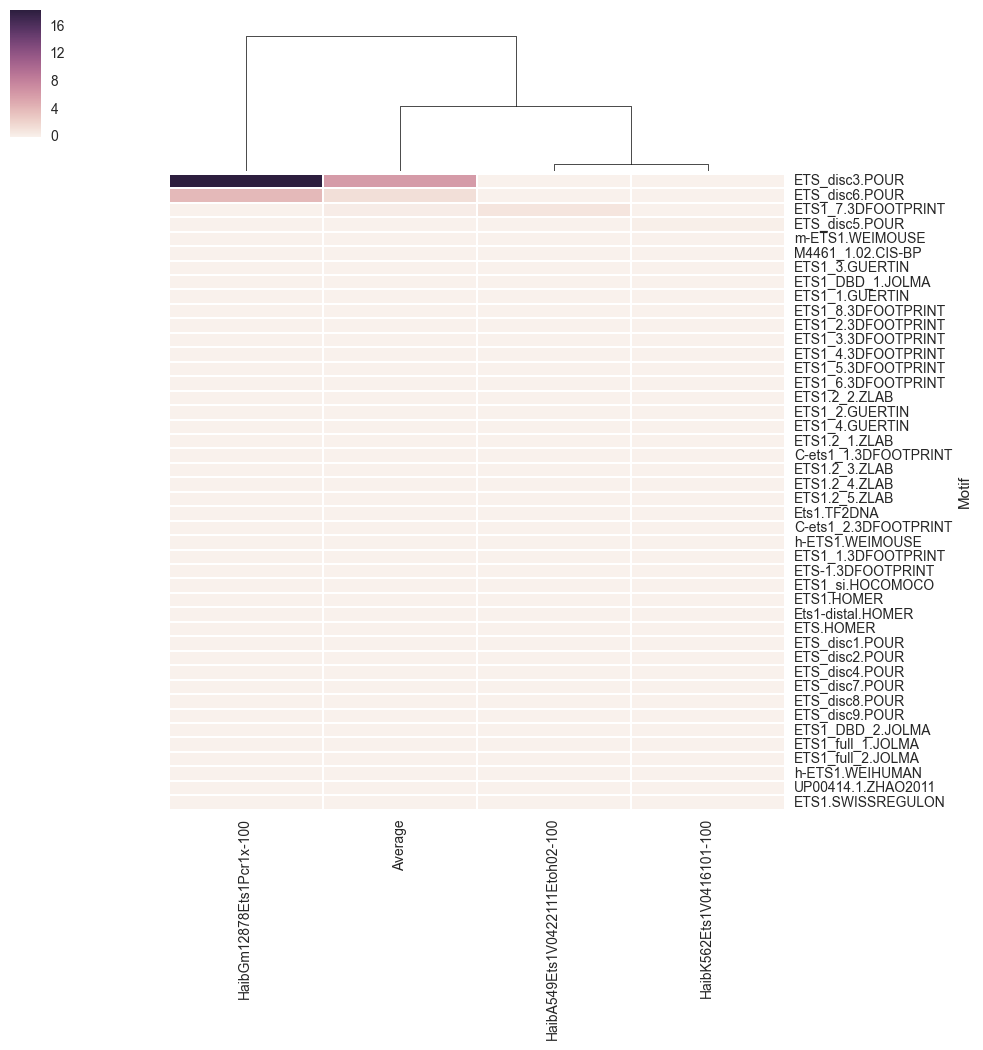 16
12
8
4
0
ETS_disc3.POUR
ETS_disc6.POUR
ETS1_7.3DFOOTPRINT
ETS_disc5.POUR
m-ETS1.WEIMOUSE
M4461_1.02.CIS-BP
ETS1_3.GUERTIN
ETS1_DBD_1.JOLMA
ETS1_1.GUERTIN
ETS1_8.3DFOOTPRINT
ETS1_2.3DFOOTPRINT
ETS1_3.3DFOOTPRINT
ETS1_4.3DFOOTPRINT
ETS1_5.3DFOOTPRINT
ETS1_6.3DFOOTPRINT
ETS1.2_2.ZLAB
ETS1_2.GUERTIN
ETS1_4.GUERTIN
ETS1.2_1.ZLAB
C-ets1_1.3DFOOTPRINT
ETS1.2_3.ZLAB
ETS1.2_4.ZLAB
ETS1.2_5.ZLAB
Ets1.TF2DNA
C-ets1_2.3DFOOTPRINT
h-ETS1.WEIMOUSE
ETS1_1.3DFOOTPRINT
ETS-1.3DFOOTPRINT
ETS1_si.HOCOMOCO
ETS1.HOMER
Ets1-distal.HOMER
ETS.HOMER
ETS_disc1.POUR
ETS_disc2.POUR
ETS_disc4.POUR
ETS_disc7.POUR
ETS_disc8.POUR
ETS_disc9.POUR
ETS1_DBD_2.JOLMA
ETS1_full_1.JOLMA
ETS1_full_2.JOLMA
h-ETS1.WEIHUMAN
UP00414.1.ZHAO2011
ETS1.SWISSREGULON
Motif
HaibGm12878Ets1Pcr1x-100
Average
HaibA549Ets1V0422111Etoh02-100
HaibK562Ets1V0416101-100